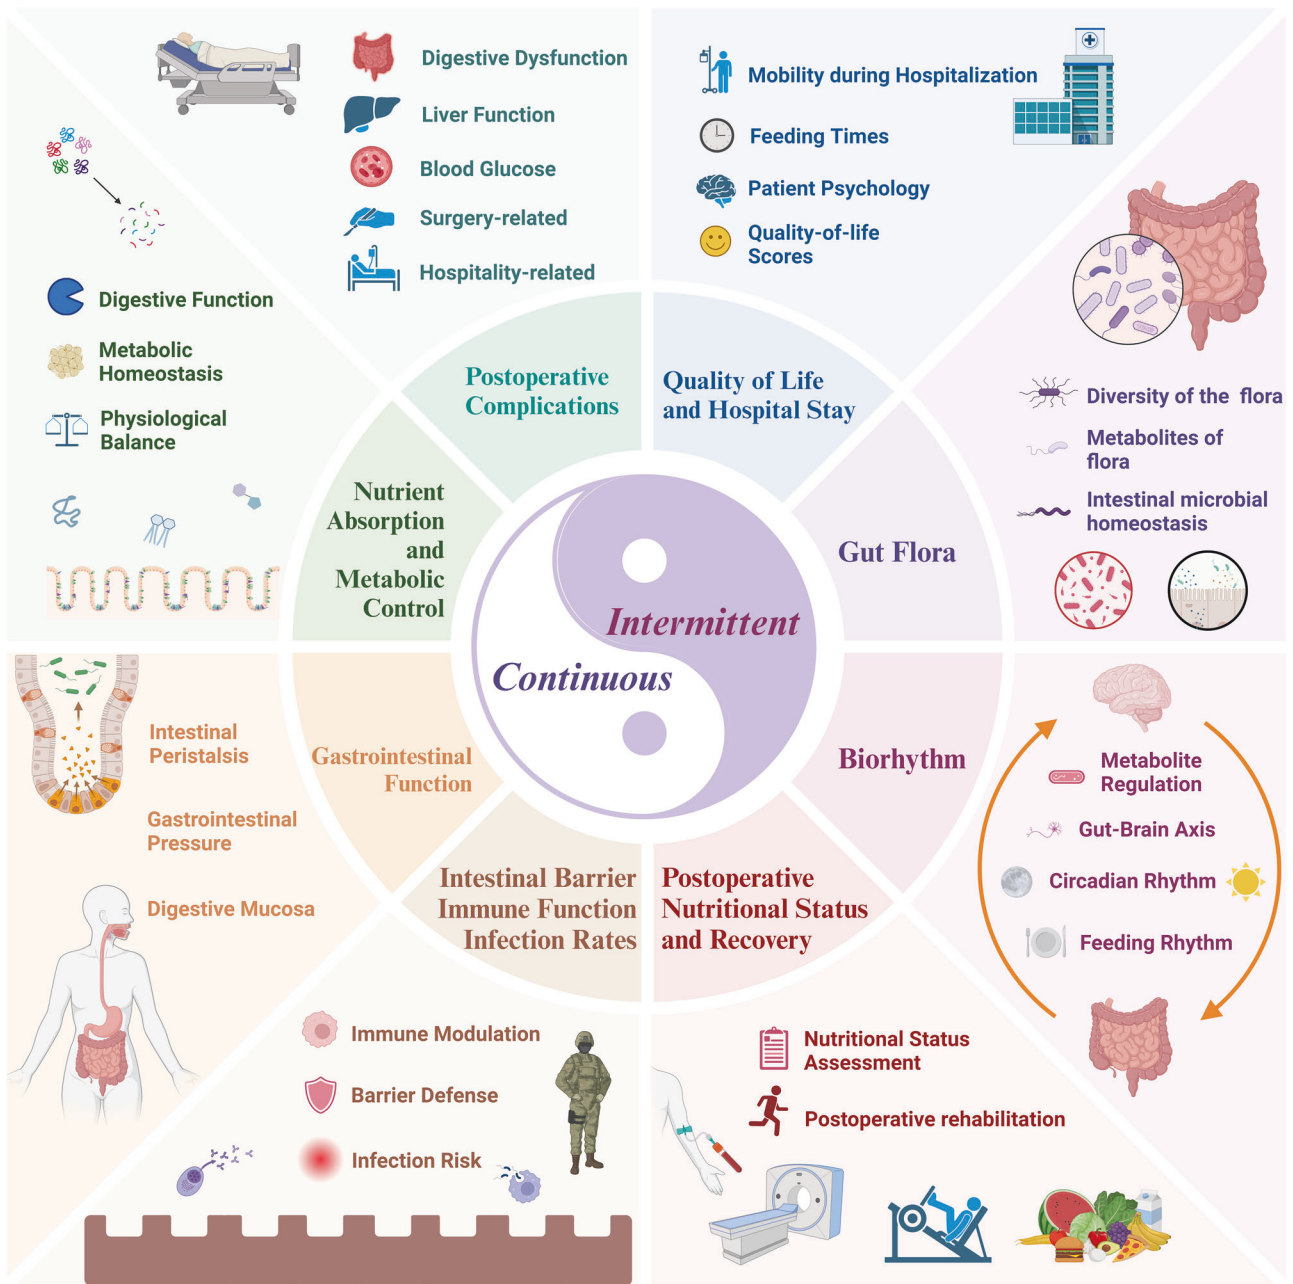 Digestive Dysfunction
Liver Function
Blood Glucose
Surgery-related
Hospitality-related
Mobility during Hospitalization
Feeding Times
Patient Psychology
Quality-of-life
Scores
Digestive Function
Metabolic
Homeostasis
Physiological
Balance
Postoperative
Complications
Quality of Life
and Hospital Stay
Diversity of the flora
Metabolites of
flora
Intestinal microbial
homeostasis
Nutrient
Absorption
and
Metabolic
Control
Gut Flora
Intermittent
Continuous
Intestinal
Peristalsis
Gastrointestinal
Pressure
Digestive Mucosa
Gastrointestinal
Function
Biorhythm
Metabolite
Regulation
Gut-Brain Axis
Circadian Rhythm
Feeding Rhythm
Intestinal Barrier
Immune Function
Infection Rates
Postoperative
Nutritional Status
and Recovery
Immune Modulation
Barrier Defense
Infection Risk
Nutritional Status
Assessment
Postoperative rehabilitation